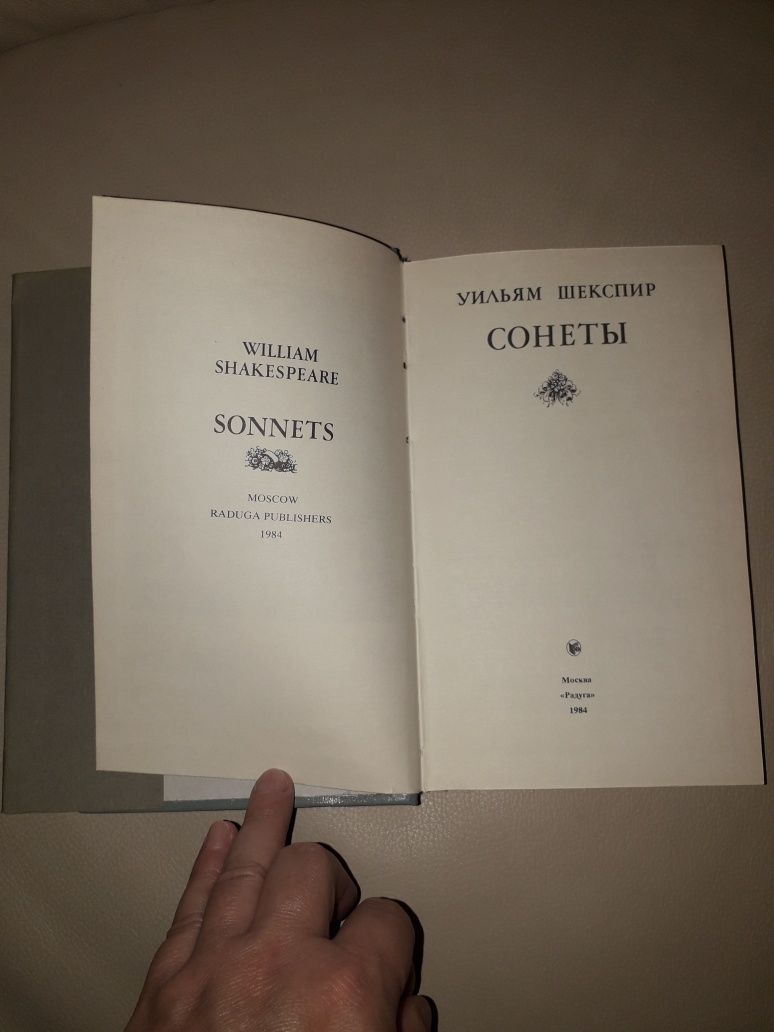 WILLIAM
SHAKESPEARE
SONNETS
MOSCOW
RADUGA PUBLISHERS
1984
УИЛЬЯМ ШЕКСПИР
СОНЕТЫ
Москва
«Радуга»
1984